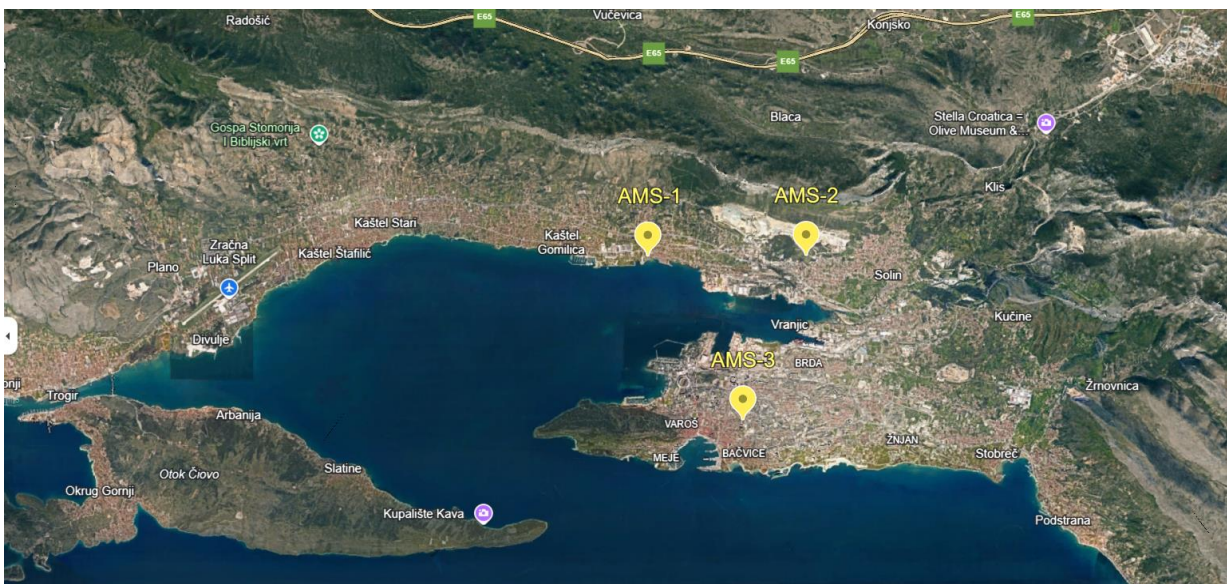 Radošić
E65
Vučevica
Konjsko
E65
E65
E65
Gospa Stomorija
I Biblijski vrt
Blaca
Stella Croatica =
Olive Museum &...
Klis
AMS-1
AMS-2
Kaštel Stari
Kaštel
Gomilica
Zračna
Luka Split
Kaštel Štafilić
Plano
Solin
Vranjic
Kučine
Divulje
AMS-3
BRDA
onji
Trogir
Žrnovica
Arbanija
VAROŠ
ŽNJAN
MEJE
BAČVICE
Stobreč
Slatine
Otok Čiovo
Okrug Gornji
Kupalište Kava
Podstrana